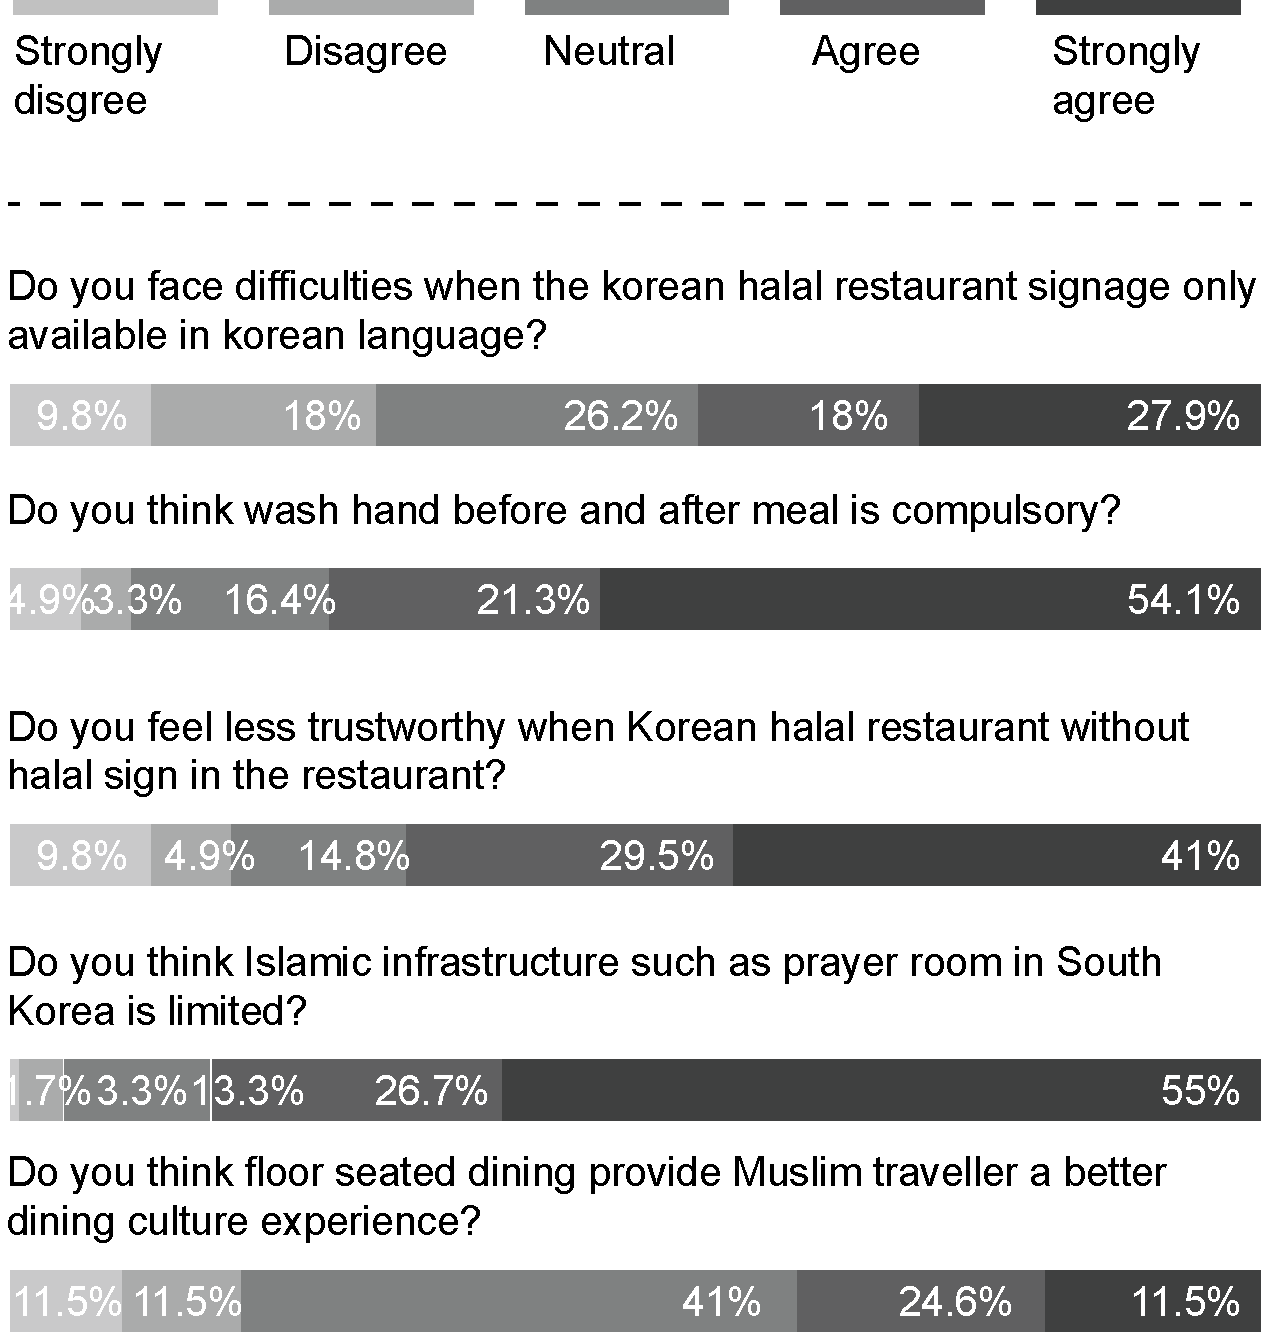 Strongly
disgree
Disagree
Neutral
Agree
Strongly
agree
Do you face difficulties when the korean halal restaurant signage only
available in korean language?
9.8% 18% 26.2% 18% 27.9%
Do you think wash hand before and after meal is compulsory?
4.9% 3.3% 16.4% 21.3% 54.1%
Do you feel less trustworthy when Korean halal restaurant without
halal sign in the restaurant?
9.8% 4.9% 14.8% 29.5% 41%
Do you think Islamic infrastructure such as prayer room in South
Korea is limited?
1.7% 3.3% 13.3% 26.7% 55%
Do you think floor seated dining provide Muslim traveller a better
dining culture experience?
11.5% 11.5% 41% 24.6% 11.5%